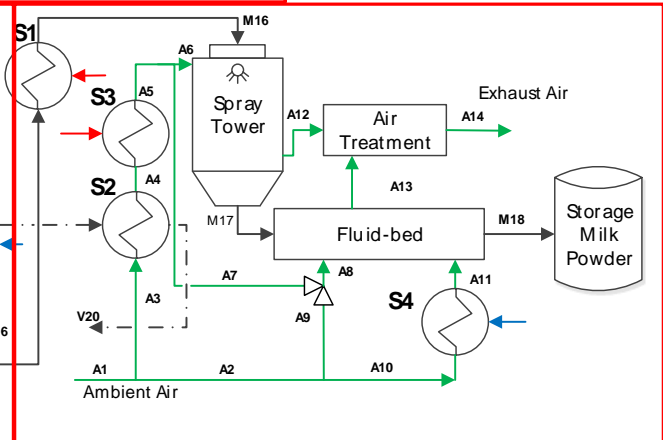 M16
S1
A6
A5
S3
Spray
Tower
A12
Air
Treatment
Exhaust Air
A14
A4
S2
A13
M17
Fluid-bed
M18
Storage
Milk
Powder
A7
A8
A11
A3
A9
S4
V20
6
A1
A2
A10
Ambient Air